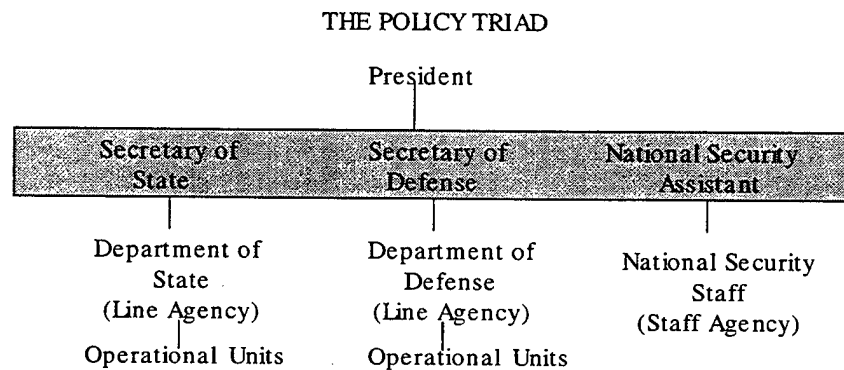 THE POLICY TRIAD
President
Secretary of
State
Secretary of
Defense
National Security
Assistant
Department of
State
(Line Agency)
Operational Units
Department of
Defense
(Line Agency)
Operational Units
National Security
Staff
(Staff Agency)